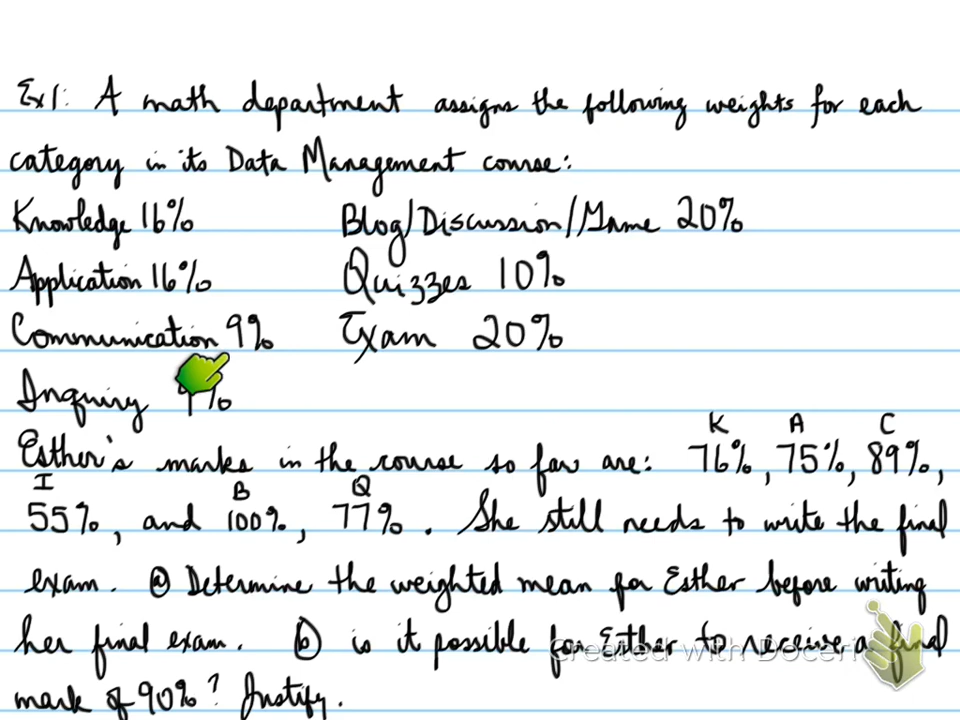 Ex1: A math department assigns the following weights for each
category in its Data Management course:
Knowledge 16% Blog/Discussion/Mame 20%
Application 16% Quizzes 10%
Communication 9% Exam 20%
Inquiry 9%
K A C
Esther's marks in the course so far are: 76%, 75%, 89%,
I B Q
55%, and 100%, 77%. She still needs to write the final
exam. (a) Determine the weighted mean for Esther before writing
her final exam. (b) is it possible for Esther to receive a final
Created with Doceri
mark of 90%? Justify.